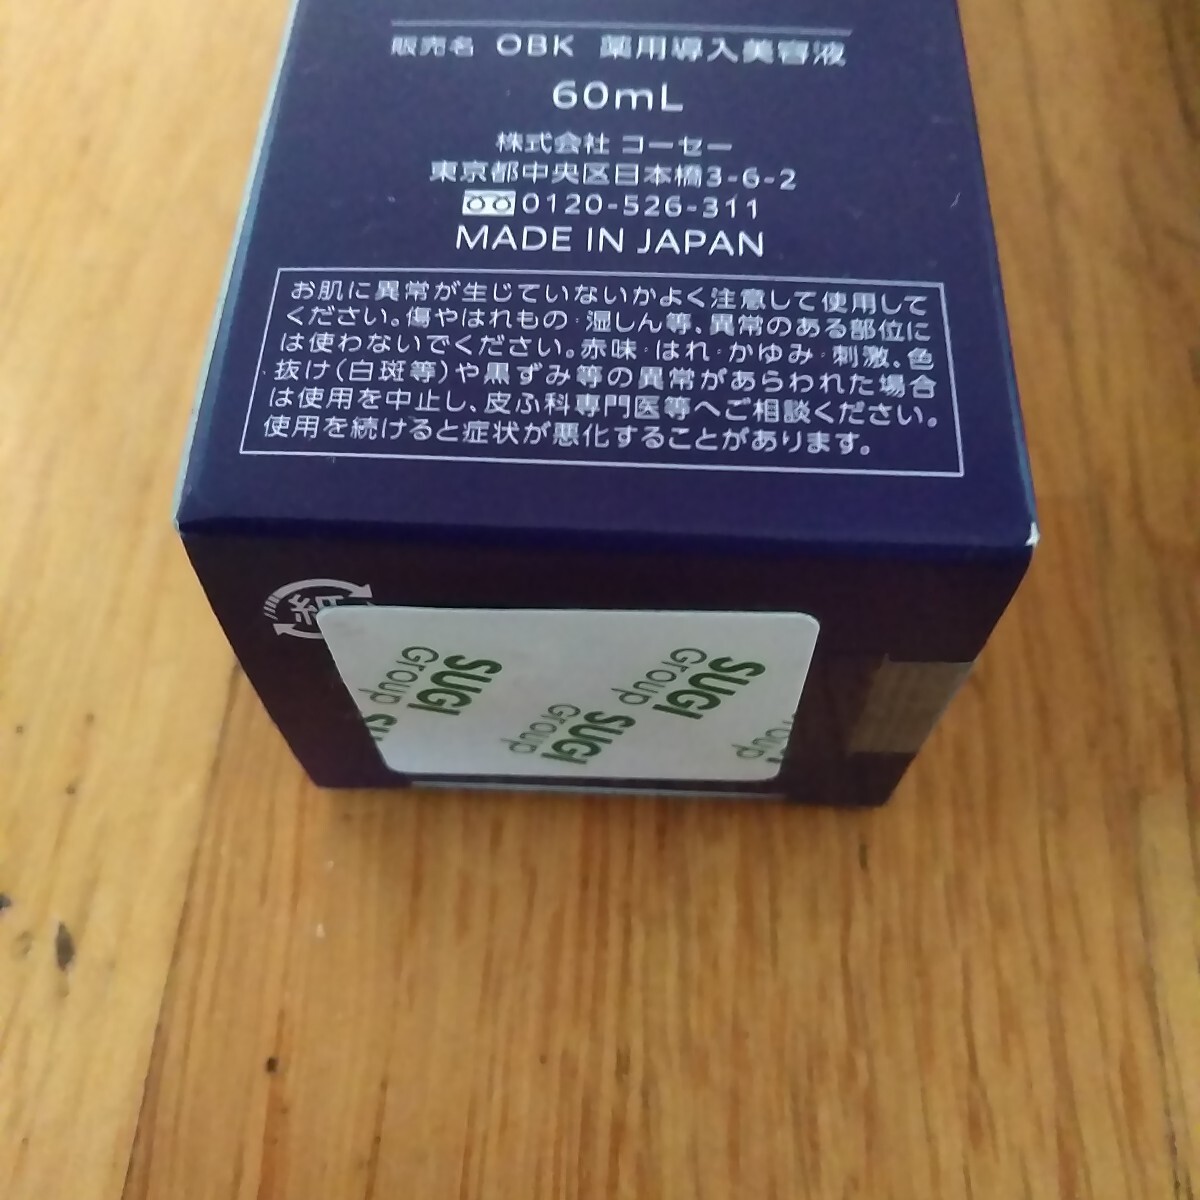 販売名 OBK 薬用導入美容液
60mL
株式会社 コーセー
東京都中央区日本橋3-6-2
0120-526-311
MADE IN JAPAN
お肌に異常が生じていないかよく注意して使用して
ください。傷やはれもの・湿しん等、異常のある部位に
は使わないでください。赤味・はれ・かゆみ・刺激、色
抜け(白斑等)や黒ずみ等の異常があらわれた場合
は使用を中止し、皮ふ科専門医等へご相談ください。
使用を続けると症状が悪化することがあります。
紙
SUGI
Group
SUGI
Group
SUGI
Group